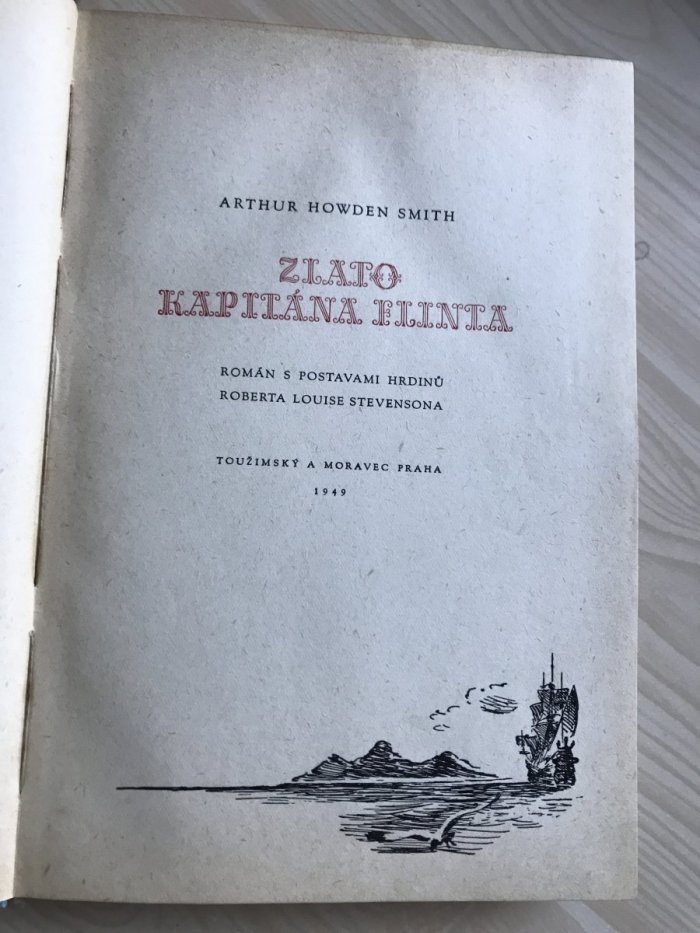 ARTHUR HOWDEN SMITH
ZLATO
KAPITÁNA FLINTA
ROMÁN S POSTAVAMI HRDINŮ
ROBERTA LOUISE STEVENSONA
TOUŽIMSKÝ A MORAVEC PRAHA
1949